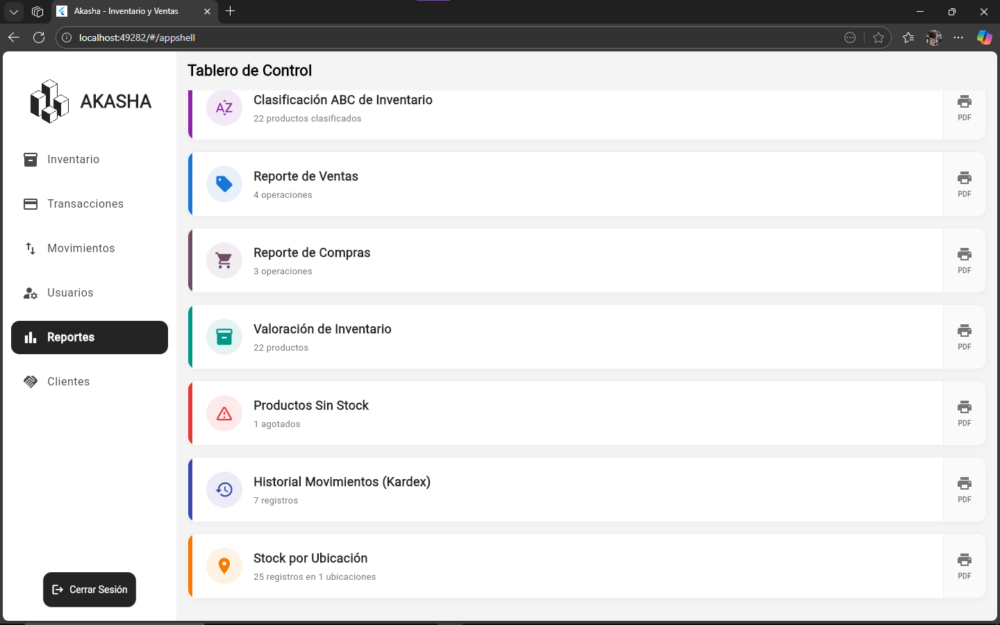 Akasha - Inventario y Ventas
localhost:49282/#/appshell
AKASHA
Inventario
Transacciones
Movimientos
Usuarios
Reportes
Clientes
Cerrar Sesión
Tablero de Control
Clasificación ABC de Inventario
22 productos clasificados
PDF
Reporte de Ventas
4 operaciones
PDF
Reporte de Compras
3 operaciones
PDF
Valoración de Inventario
22 productos
PDF
Productos Sin Stock
1 agotados
PDF
Historial Movimientos (Kardex)
7 registros
PDF
Stock por Ubicación
25 registros en 1 ubicaciones
PDF